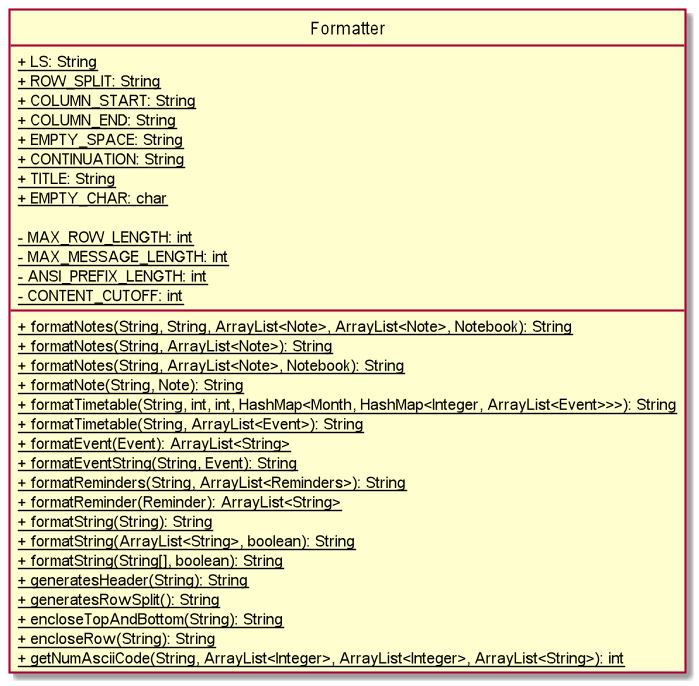 Formatter
+ LS: String
+ ROW_SPLIT: String
+ COLUMN_START: String
+ COLUMN_END: String
+ EMPTY_SPACE: String
+ CONTINUATION: String
+ TITLE: String
+ EMPTY_CHAR: char
- MAX_ROW_LENGTH: int
- MAX_MESSAGE_LENGTH: int
- ANSI_PREFIX_LENGTH: int
- CONTENT_CUTOFF: int
+ formatNotes(String, String, ArrayList<Note>, ArrayList<Note>, Notebook): String
+ formatNotes(String, ArrayList<Note>): String
+ formatNotes(String, ArrayList<Note>, Notebook): String
+ formatNote(String, Note): String
+ formatTimetable(String, int, int, HashMap<Month, HashMap<Integer, ArrayList<Event>>>): String
+ formatTimetable(String, ArrayList<Event>): String
+ formatEvent(Event): ArrayList<String>
+ formatEventString(String, Event): String
+ formatReminders(String, ArrayList<Reminders>): String
+ formatReminder(Reminder): ArrayList<String>
+ formatString(String): String
+ formatString(ArrayList<String>, boolean): String
+ formatString(String[], boolean): String
+ generatesHeader(String): String
+ generatesRowSplit(): String
+ encloseTopAndBottom(String): String
+ encloseRow(String): String
+ getNumAsciiCode(String, ArrayList<Integer>, ArrayList<Integer>, ArrayList<String>): int